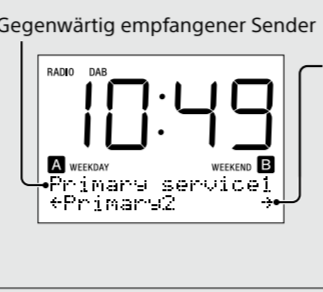 Gegenwärtig empfangener Sender
RADIO DAB
10:49
A WEEKDAY WEEKEND B
Primary service1
←Primary2 →